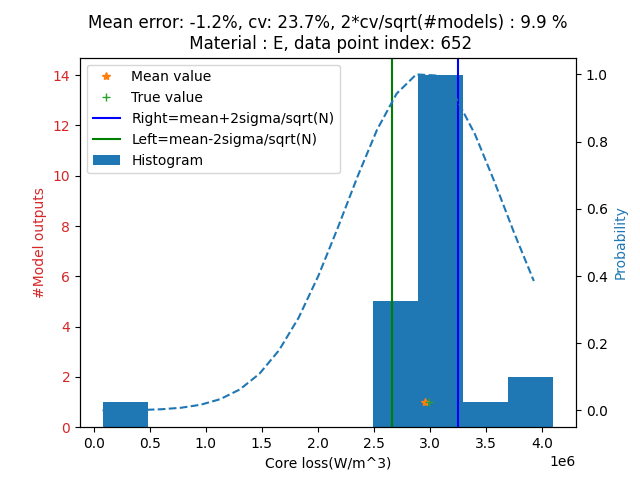 Mean error: -1.2%, cv: 23.7%, 2*cv/sqrt(#models) : 9.9 %
Material : E, data point index: 652
Mean value
True value
Right=mean+2sigma/sqrt(N)
Left=mean-2sigma/sqrt(N)
Histogram
#Model outputs
14
12
10
8
6
4
2
0
1.0
0.8
0.6
0.4
0.2
0.0
Probability
0.0 0.5 1.0 1.5 2.0 2.5 3.0 3.5 4.0
1e6
Core loss(W/m^3)